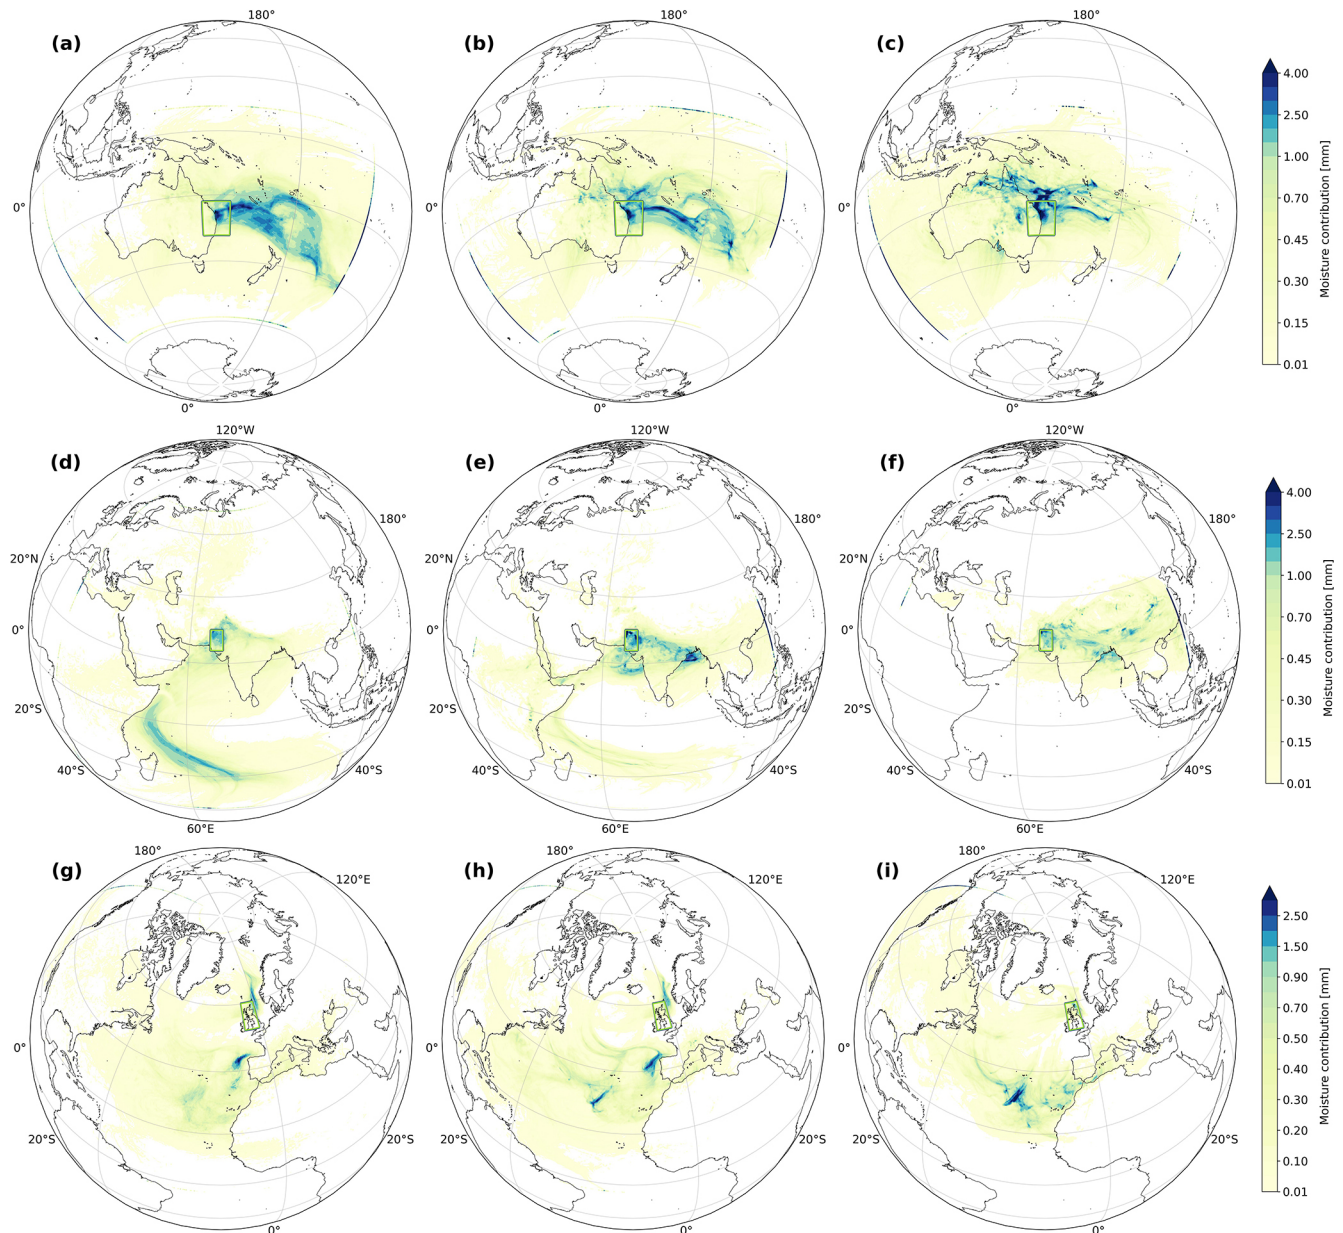 180°
180°
180°
(a)
(b)
(c)
0°
0°
0°
0°
0°
0°
4.00
2.50
1.00
0.70
0.45
0.30
0.15
0.01
Moisture contribution [mm]
120°W
120°W
120°W
(d)
(e)
(f)
180°
180°
180°
20°N
20°N
20°N
0°
0°
0°
20°S
20°S
20°S
40°S
40°S
40°S
40°S
40°S
40°S
60°E
60°E
60°E
4.00
2.50
1.00
0.70
0.45
0.30
0.15
0.01
Moisture contribution [mm]
180°
180°
180°
(g)
(h)
(i)
120°E
120°E
120°E
0°
0°
0°
20°S
20°S
20°S
20°S
20°S
20°S
0°
0°
0°
2.50
1.50
0.90
0.70
0.50
0.40
0.30
0.20
0.10
0.01
Moisture contribution [mm]